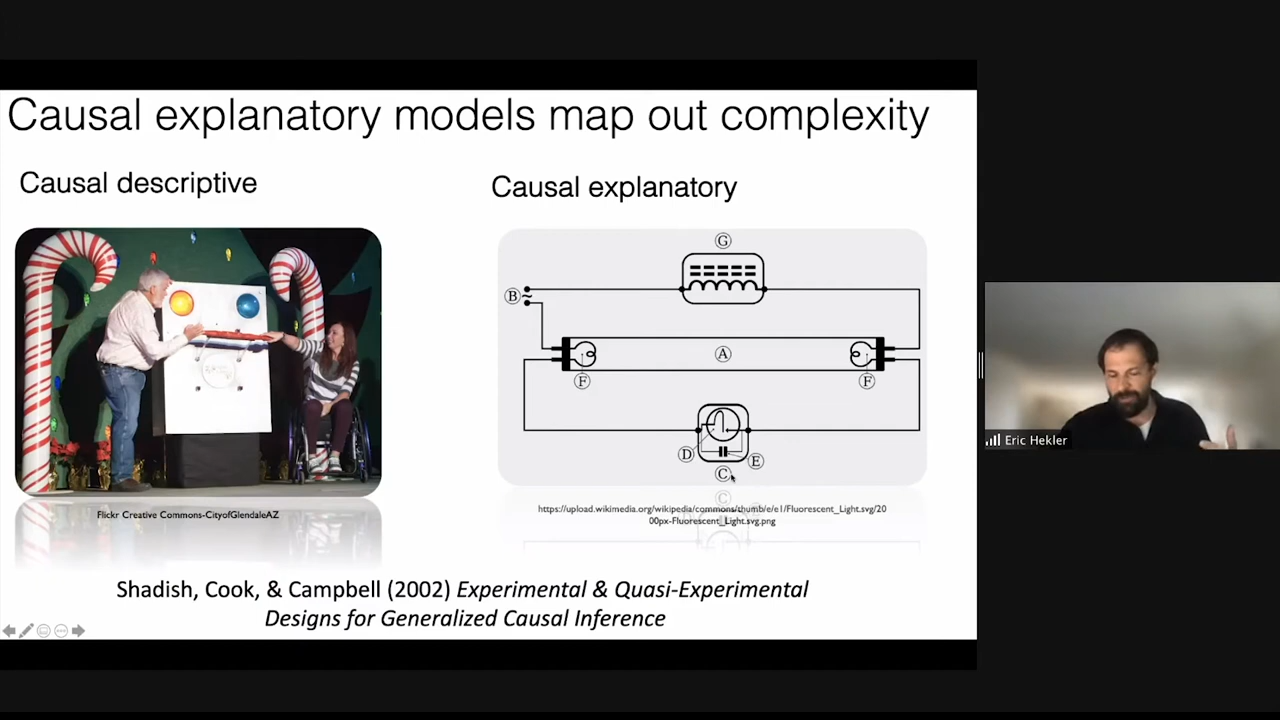 Causal explanatory models map out complexity
Causal descriptive
Causal explanatory
G
B
A
F
F
D
E
C
C
Flickr Creative Commons-CityofGlendaleAZ
https://upload.wikimedia.org/wikipedia/commons/thumb/e/e1/Fluorescent_Light.svg/20
00px-Fluorescent_Light.svg.png
Shadish, Cook, & Campbell (2002) Experimental & Quasi-Experimental
Designs for Generalized Causal Inference
Eric Hekler